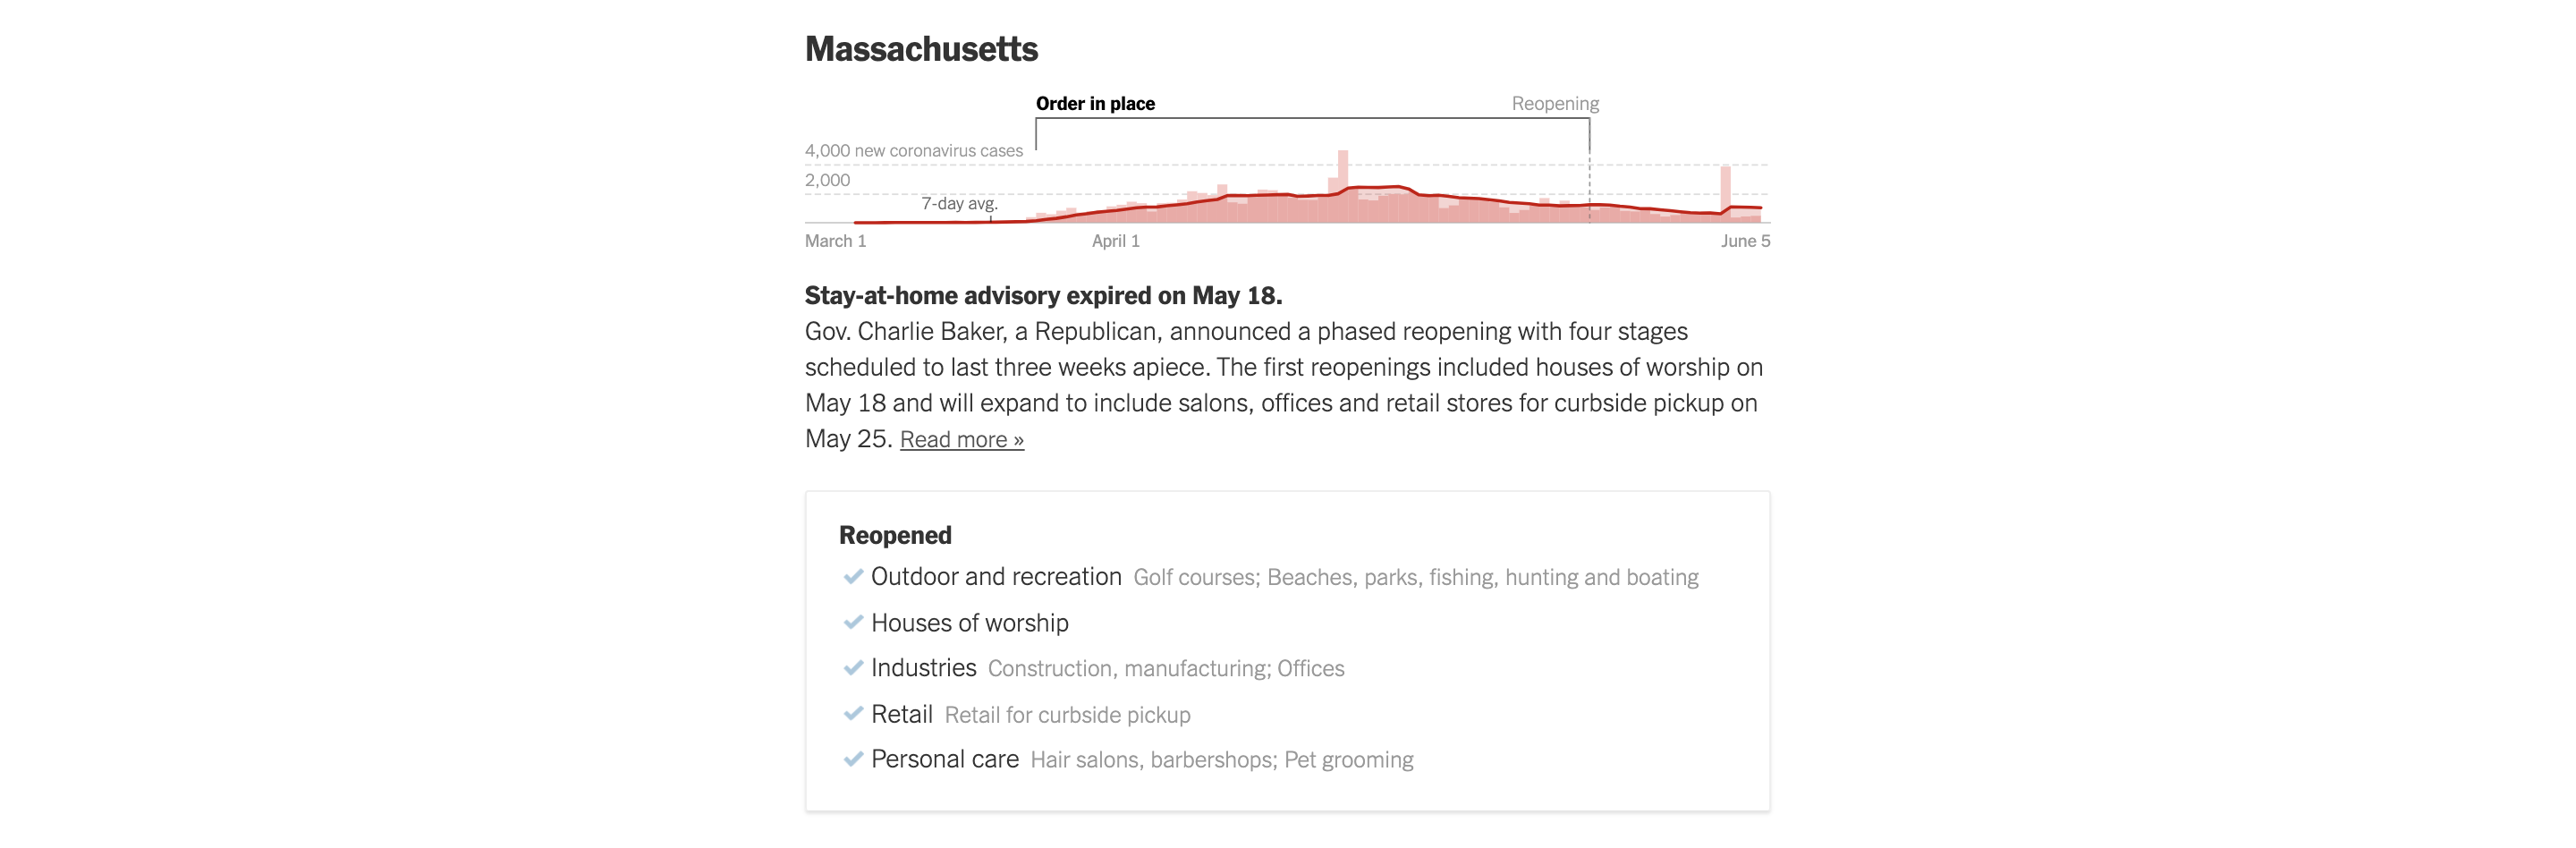 Massachusetts
Order in place
Reopening
4,000 new coronavirus cases
2,000
7-day avg.
March 1
April 1
June 5
Stay-at-home advisory expired on May 18.
Gov. Charlie Baker, a Republican, announced a phased reopening with four stages
scheduled to last three weeks apiece. The first reopenings included houses of worship on
May 18 and will expand to include salons, offices and retail stores for curbside pickup on
May 25. Read more »
Reopened
Outdoor and recreation Golf courses; Beaches, parks, fishing, hunting and boating
Houses of worship
Industries Construction, manufacturing; Offices
Retail Retail for curbside pickup
Personal care Hair salons, barbershops; Pet grooming